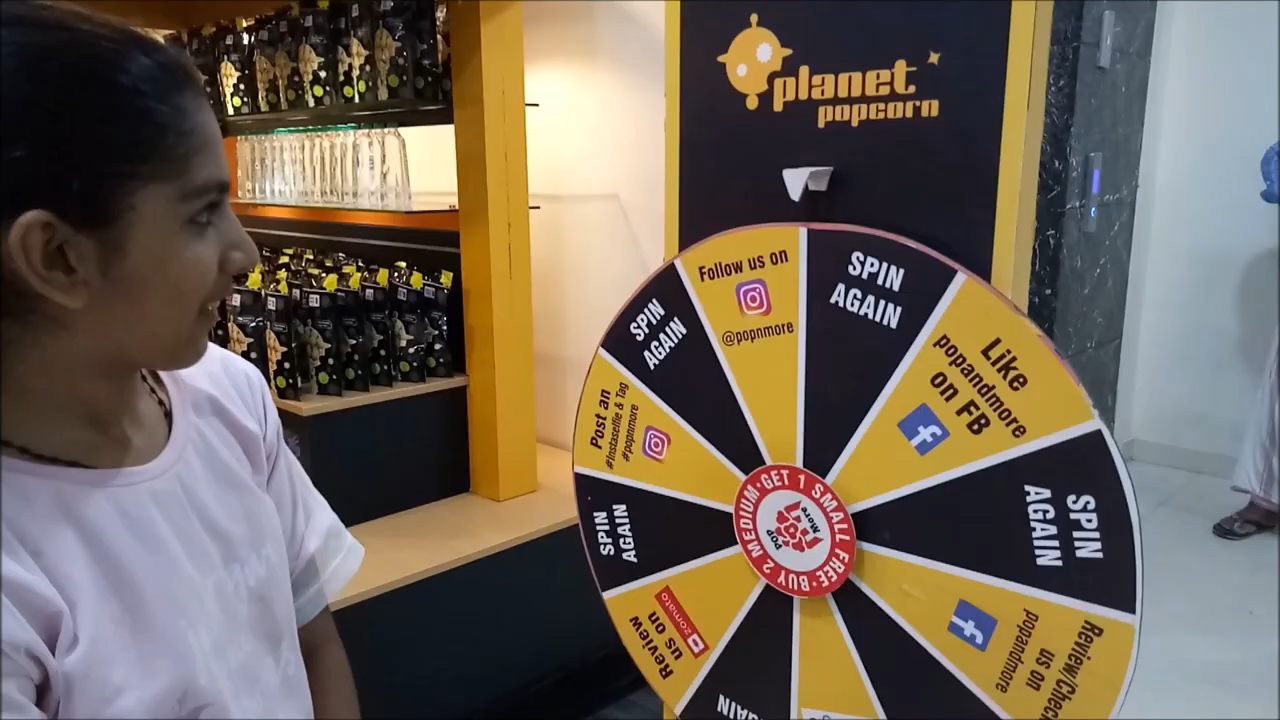 planet
popcorn
Follow us on
@popnmore
SPIN
AGAIN
Like
popandmore
on FB
f
SPIN
AGAIN
Review/Check
us on
popandmore
f
AGAIN
Review
us on
zomato
SPIN
AGAIN
Post an
#Instaselfie & Tag
#popnmore
SPIN
AGAIN
BUY 2 MEDIUM·GET 1 SMALL FREE·
POP
More